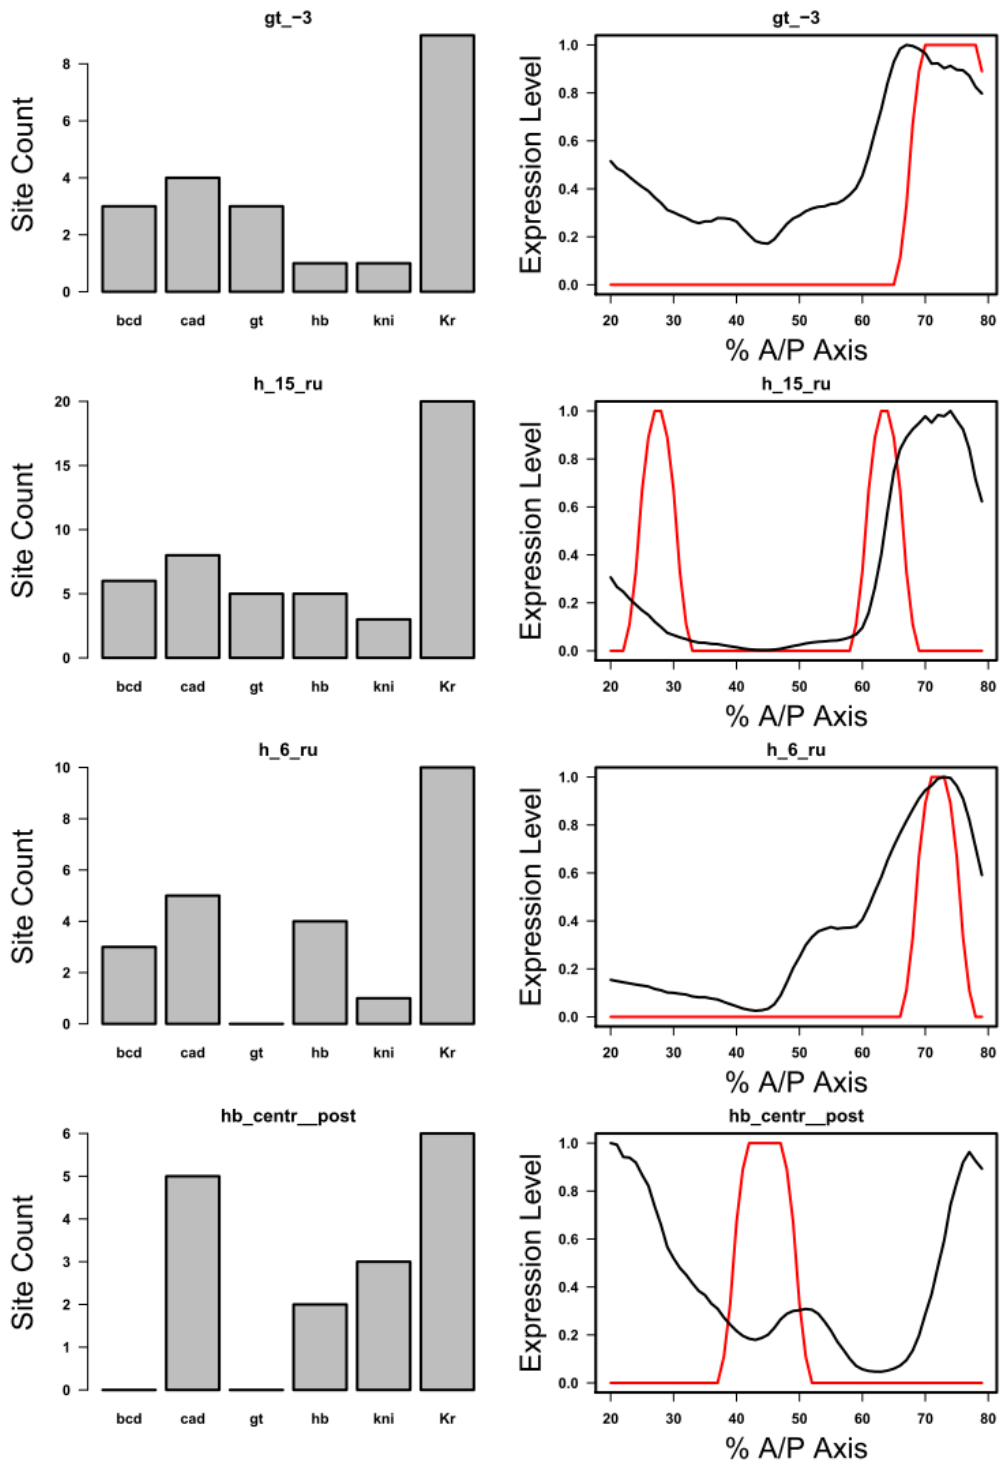 gt_−3
gt_−3
Site Count
8
6
4
2
0
bcd cad gt hb kni Kr
Expression Level
1.0
0.8
0.6
0.4
0.2
0.0
20 30 40 50 60 70 80
% A/P Axis
h_15_ru
h_15_ru
Site Count
20
15
10
5
0
bcd cad gt hb kni Kr
Expression Level
1.0
0.8
0.6
0.4
0.2
0.0
20 30 40 50 60 70 80
% A/P Axis
h_6_ru
h_6_ru
Site Count
10
8
6
4
2
0
bcd cad gt hb kni Kr
Expression Level
1.0
0.8
0.6
0.4
0.2
0.0
20 30 40 50 60 70 80
% A/P Axis
hb_centr__post
hb_centr__post
Site Count
6
5
4
3
2
1
0
bcd cad gt hb kni Kr
Expression Level
1.0
0.8
0.6
0.4
0.2
0.0
20 30 40 50 60 70 80
% A/P Axis